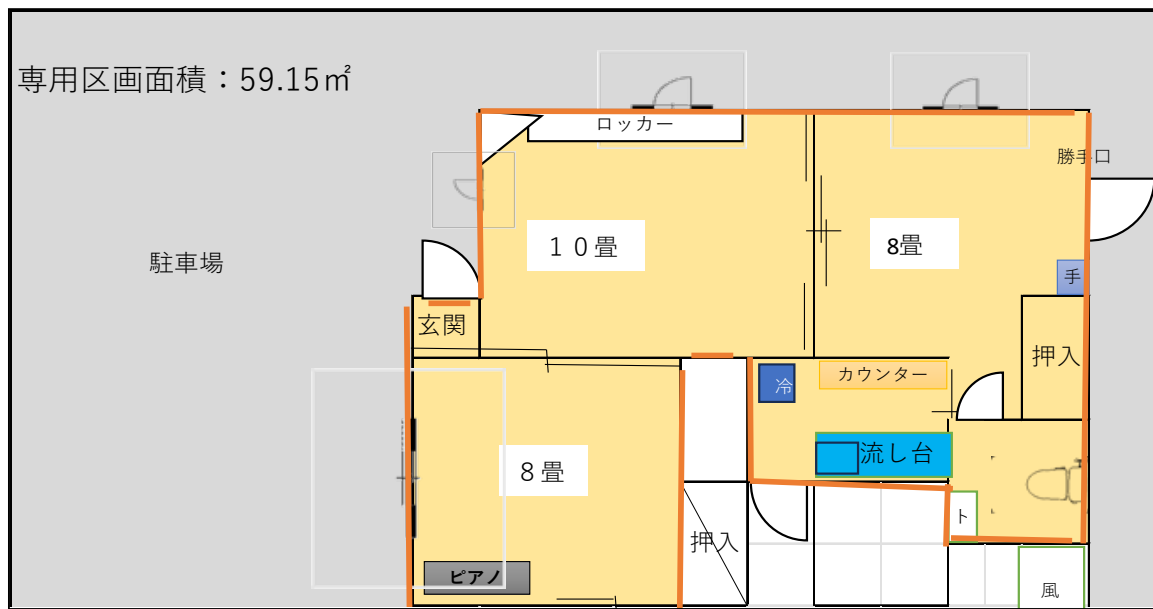 専用区画面積：59.15㎡
ロッカー
勝手口
１０畳
8畳
駐車場
手
玄関
押入
冷
カウンター
８畳
流し台
ト
押入
ピアノ
風